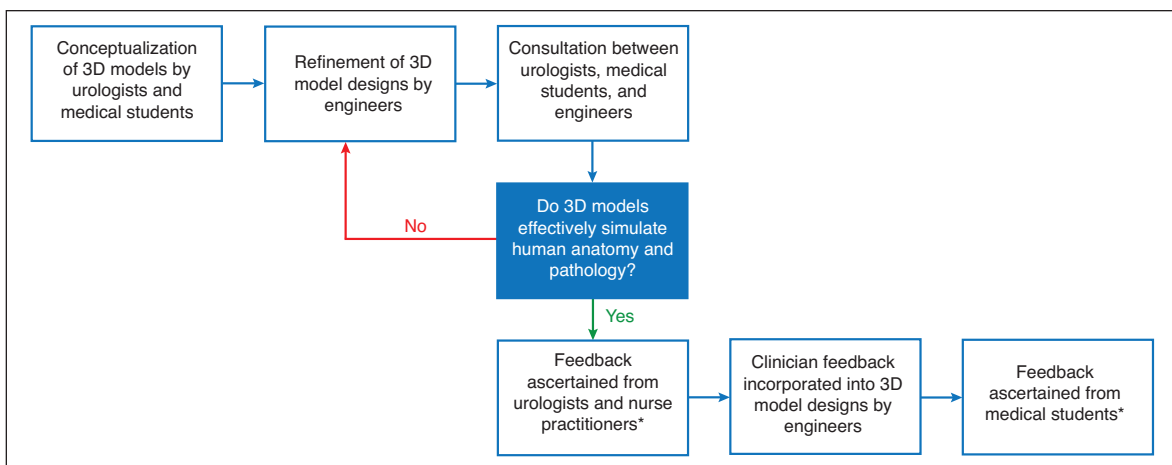 Conceptualization
of 3D models by
urologists and
medical students
Refinement of 3D
model designs by
engineers
Consultation between
urologists, medical
students, and
engineers
Do 3D models
effectively simulate
human anatomy and
pathology?
No
Yes
Feedback
ascertained from
urologists and nurse
practitioners*
Clinician feedback
incorporated into 3D
model designs by
engineers
Feedback
ascertained from
medical students*